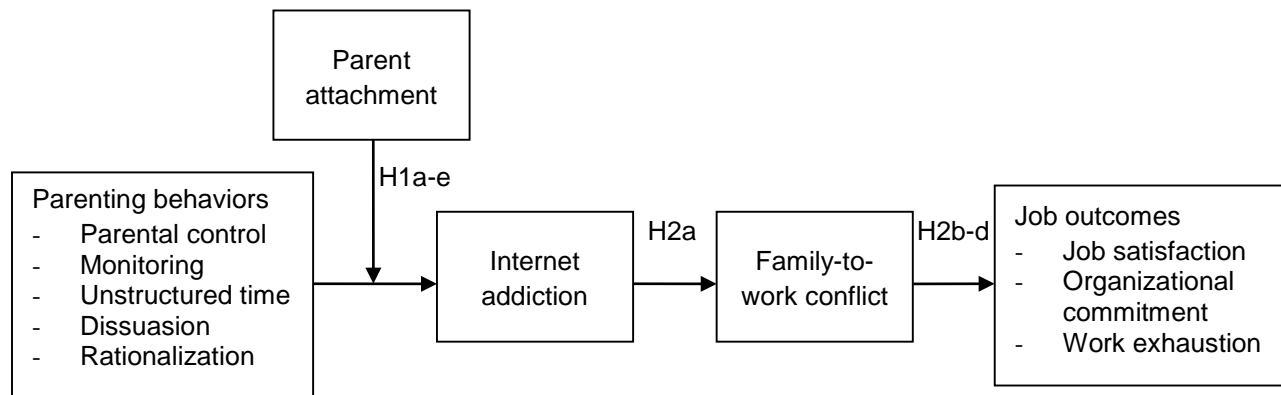 Parent
attachment
H1a-e
Parenting behaviors
- Parental control
- Monitoring
- Unstructured time
- Dissuasion
- Rationalization
Internet
addiction
H2a
Family-to-
work conflict
H2b-d
Job outcomes
- Job satisfaction
- Organizational
commitment
- Work exhaustion